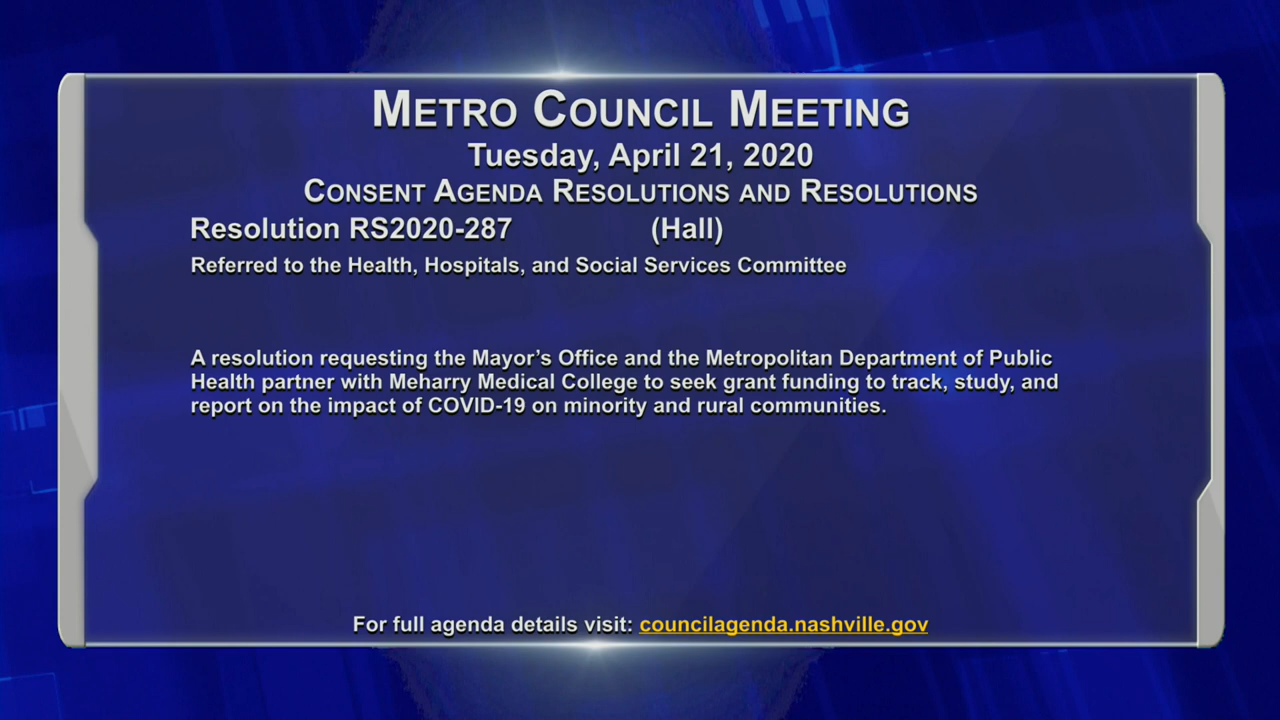 METRO COUNCIL MEETING
Tuesday, April 21, 2020
CONSENT AGENDA RESOLUTIONS AND RESOLUTIONS
Resolution RS2020-287 (Hall)
Referred to the Health, Hospitals, and Social Services Committee
A resolution requesting the Mayor’s Office and the Metropolitan Department of Public
Health partner with Meharry Medical College to seek grant funding to track, study, and
report on the impact of COVID-19 on minority and rural communities.
For full agenda details visit: councilagenda.nashville.gov